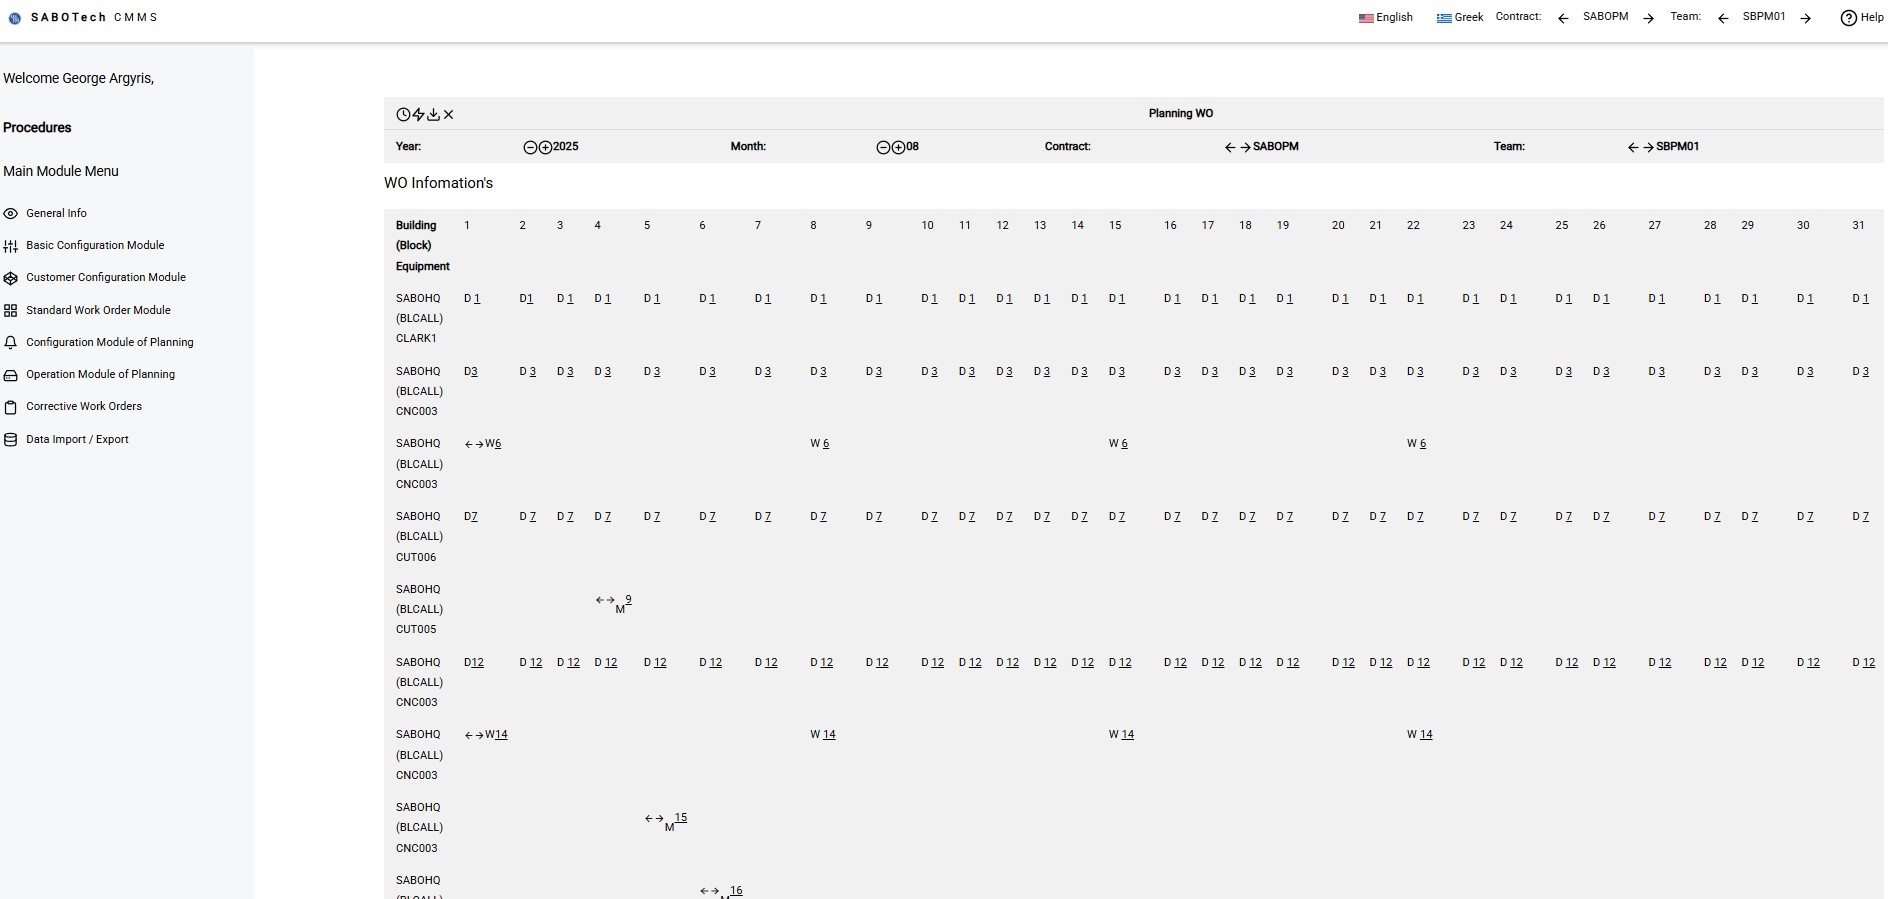 SABOTech CMMS
English Greek Contract: SABOPM Team: SBPM01 Help
Welcome George Argyris,
Procedures
Main Module Menu
General Info
Basic Configuration Module
Customer Configuration Module
Standard Work Order Module
Configuration Module of Planning
Operation Module of Planning
Corrective Work Orders
Data Import / Export
Planning WO
Year: 2025 Month: 08 Contract: SABOPM Team: SBPM01
WO Infomation's
Building (Block) Equipment 1 2 3 4 5 6 7 8 9 10 11 12 13 14 15 16 17 18 19 20 21 22 23 24 25 26 27 28 29 30 31
SABOHQ (BLCALL) CLARK1 D 1 D1 D 1 D 1 D 1 D 1 D 1 D 1 D 1 D 1 D 1 D 1 D 1 D 1 D 1 D 1 D 1 D 1 D 1 D 1 D 1 D 1 D 1 D 1 D 1 D 1 D 1 D 1 D 1 D 1 D 1
SABOHQ (BLCALL) CNC003 D3 D 3 D 3 D 3 D 3 D 3 D 3 D 3 D 3 D 3 D 3 D 3 D 3 D 3 D 3 D 3 D 3 D 3 D 3 D 3 D 3 D 3 D 3 D 3 D 3 D 3 D 3 D 3 D 3 D 3 D 3
SABOHQ (BLCALL) CNC003 W6 W 6 W 6 W 6
SABOHQ (BLCALL) CUT006 D7 D 7 D 7 D 7 D 7 D 7 D 7 D 7 D 7 D 7 D 7 D 7 D 7 D 7 D 7 D 7 D 7 D 7 D 7 D 7 D 7 D 7 D 7 D 7 D 7 D 7 D 7 D 7 D 7 D 7 D 7
SABOHQ (BLCALL) CUT005 M9
SABOHQ (BLCALL) CNC003 D12 D 12 D 12 D 12 D 12 D 12 D 12 D 12 D 12 D 12 D 12 D 12 D 12 D 12 D 12 D 12 D 12 D 12 D 12 D 12 D 12 D 12 D 12 D 12 D 12 D 12 D 12 D 12 D 12 D 12 D 12
SABOHQ (BLCALL) CNC003 W14 W 14 W 14 W 14
SABOHQ (BLCALL) CNC003 M15
SABOHQ (BLCALL) M16